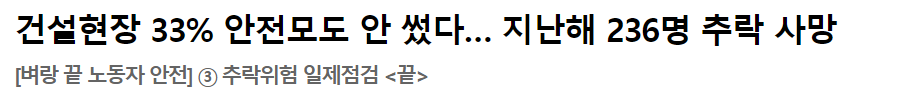 건설현장 33% 안전모도 안 썼다… 지난해 236명 추락 사망
[벼랑 끝 노동자 안전] ③ 추락위험 일제점검 <끝>